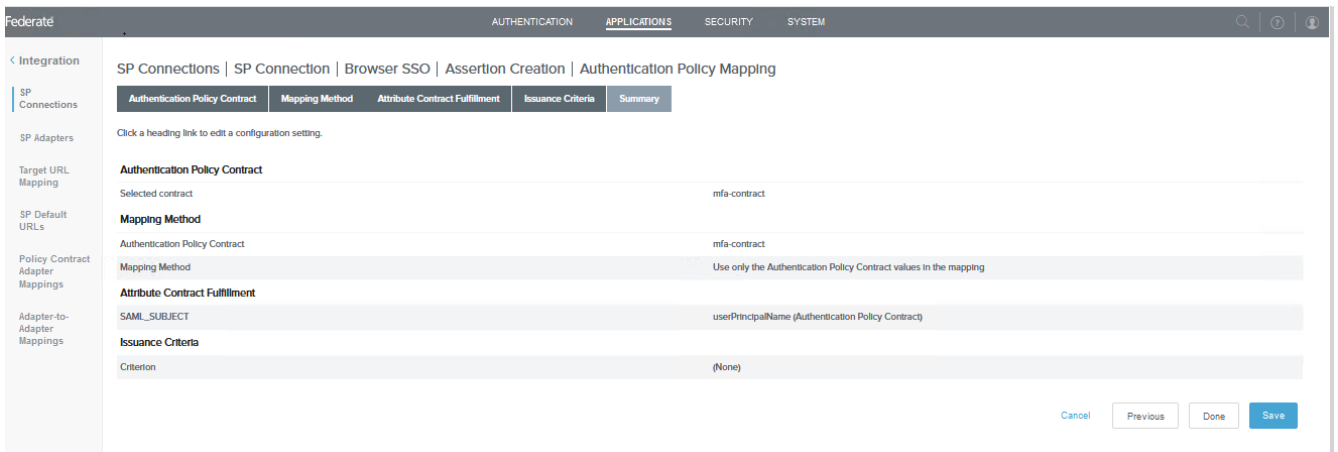 Federate
AUTHENTICATION APPLICATIONS SECURITY SYSTEM
< Integration
SP
Connections
SP Adapters
Target URL
Mapping
SP Default
URLs
Policy Contract
Adapter
Mappings
Adapter-to-
Adapter
Mappings
SP Connections | SP Connection | Browser SSO | Assertion Creation | Authentication Policy Mapping
Authentication Policy Contract Mapping Method Attribute Contract Fulfillment Issuance Criteria Summary
Click a heading link to edit a configuration setting.
Authentication Policy Contract
Selected contract mfa-contract
Mapping Method
Authentication Policy Contract mfa-contract
Mapping Method Use only the Authentication Policy Contract values in the mapping
Attribute Contract Fulfillment
SAML_SUBJECT userPrincipalName (Authentication Policy Contract)
Issuance Criteria
Criterion (None)
Cancel Previous Done Save